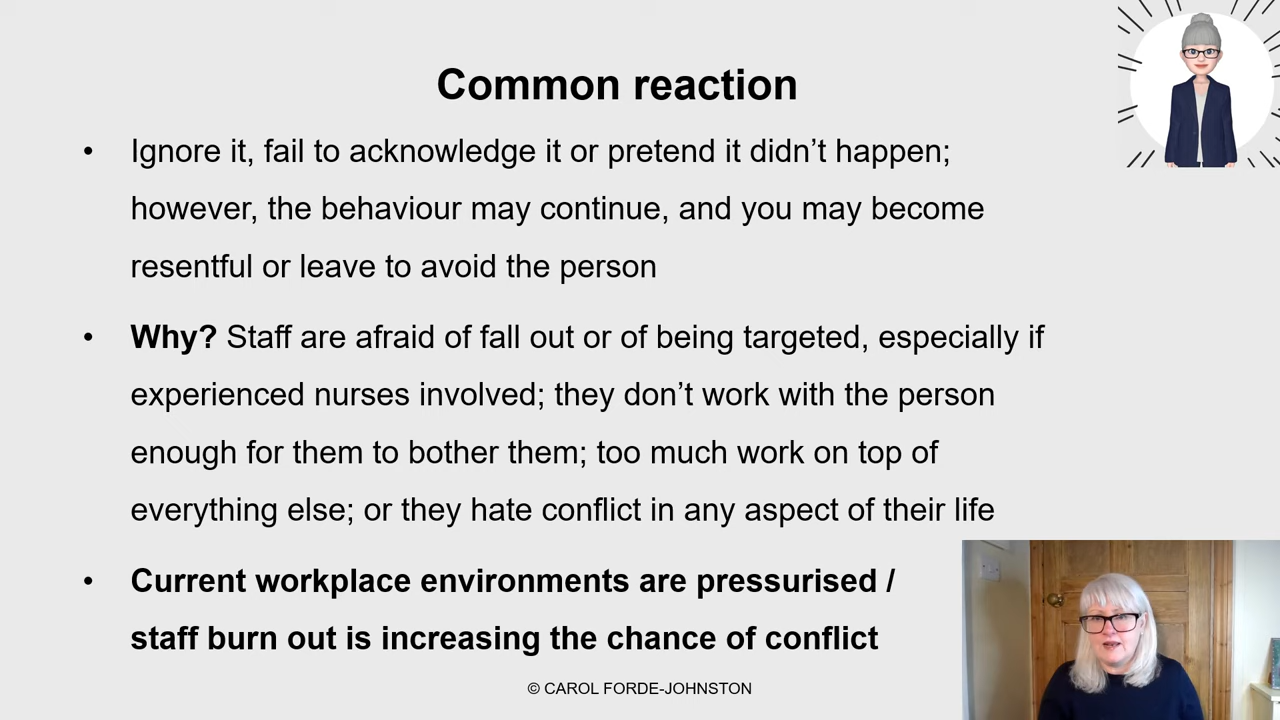 Common reaction
• Ignore it, fail to acknowledge it or pretend it didn’t happen;
however, the behaviour may continue, and you may become
resentful or leave to avoid the person
• Why? Staff are afraid of fall out or of being targeted, especially if
experienced nurses involved; they don’t work with the person
enough for them to bother them; too much work on top of
everything else; or they hate conflict in any aspect of their life
• Current workplace environments are pressurised /
staff burn out is increasing the chance of conflict
© CAROL FORDE-JOHNSTON